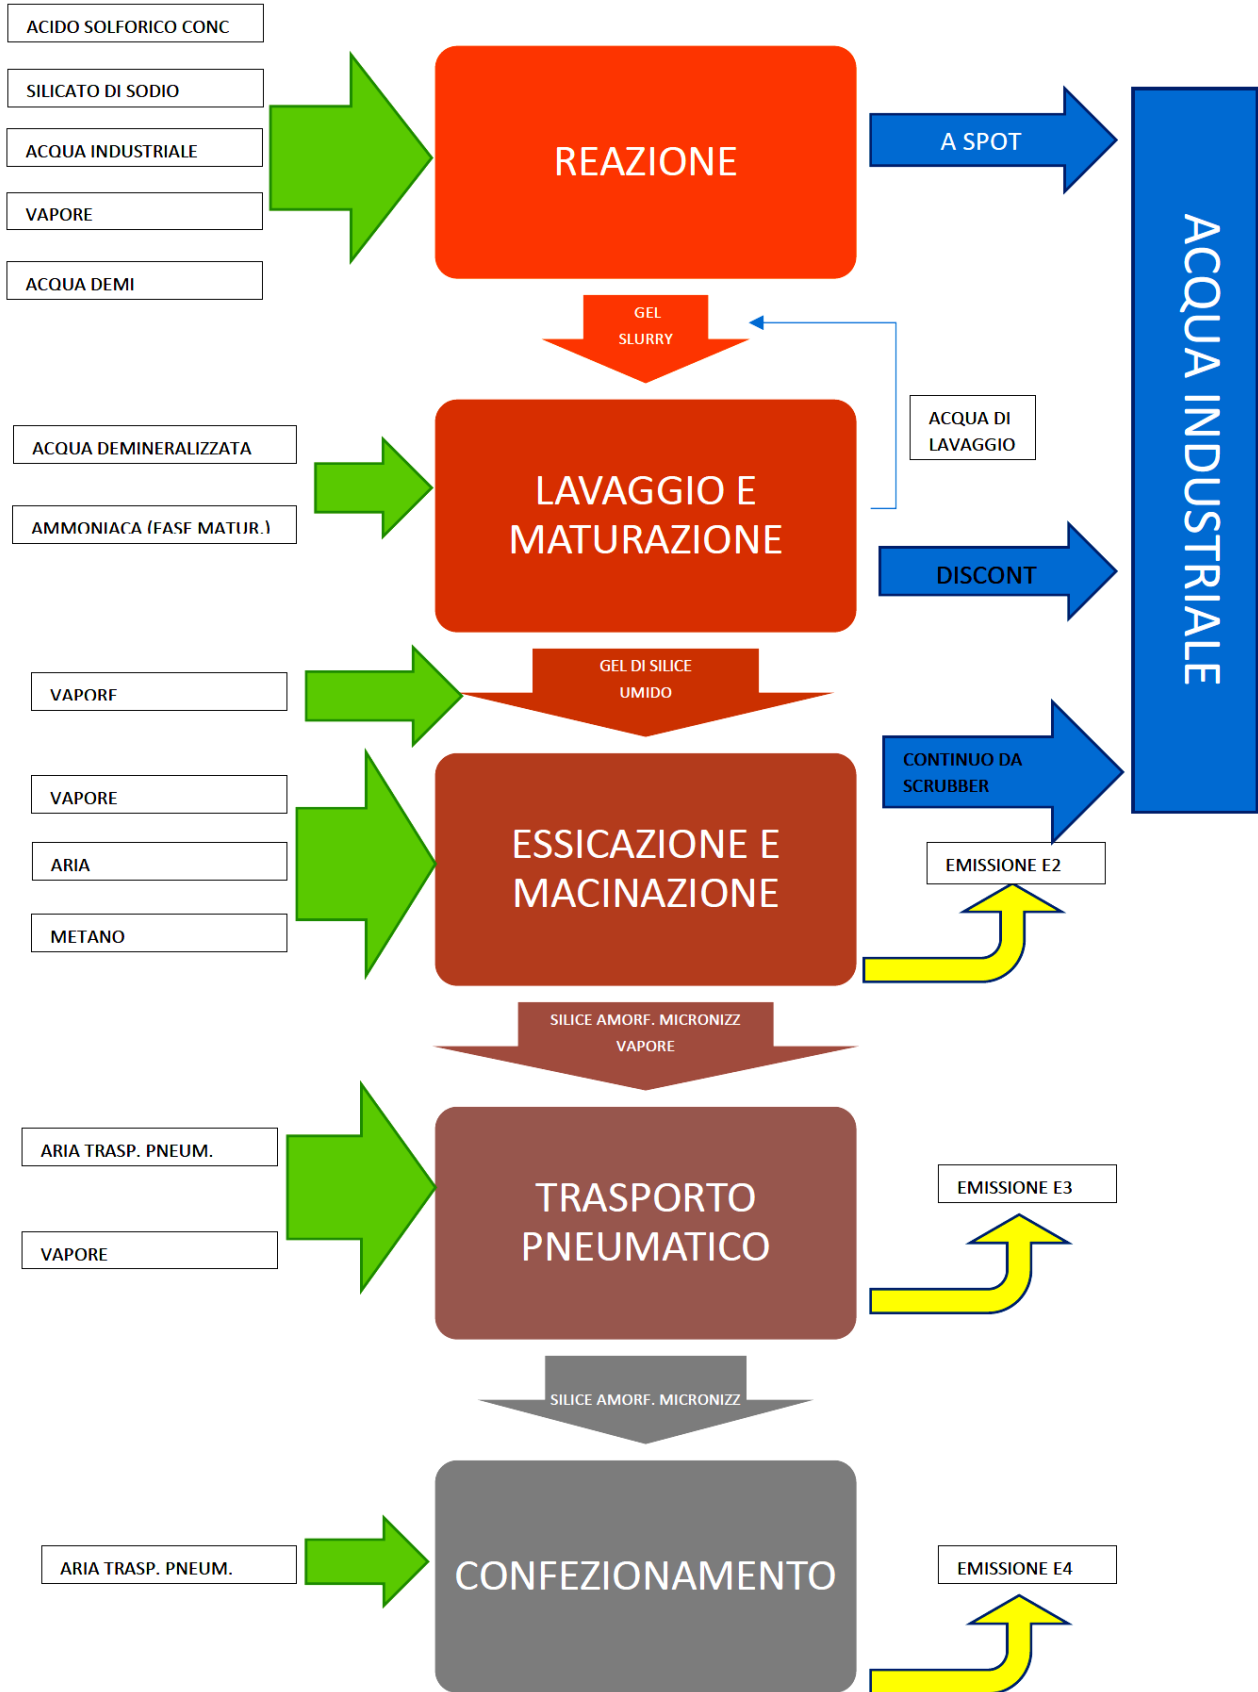 ACIDO SOLFORICO CONC
SILICATO DI SODIO
ACQUA INDUSTRIALE
VAPORE
ACQUA DEMI
REAZIONE
A SPOT
ACQUA INDUSTRIALE
GEL
SLURRY
ACQUA DI
LAVAGGIO
ACQUA DEMINERALIZZATA
AMMONIACA (FASE MATUR.)
LAVAGGIO E
MATURAZIONE
DISCONT
GEL DI SILICE
UMIDO
VAPORE
VAPORE
ARIA
METANO
ESSICAZIONE E
MACINAZIONE
CONTINUO DA
SCRUBBER
EMISSIONE E2
SILICE AMORF. MICRONIZZ
VAPORE
ARIA TRASP. PNEUM.
VAPORE
TRASPORTO
PNEUMATICO
EMISSIONE E3
SILICE AMORF. MICRONIZZ
ARIA TRASP. PNEUM.
CONFEZIONAMENTO
EMISSIONE E4